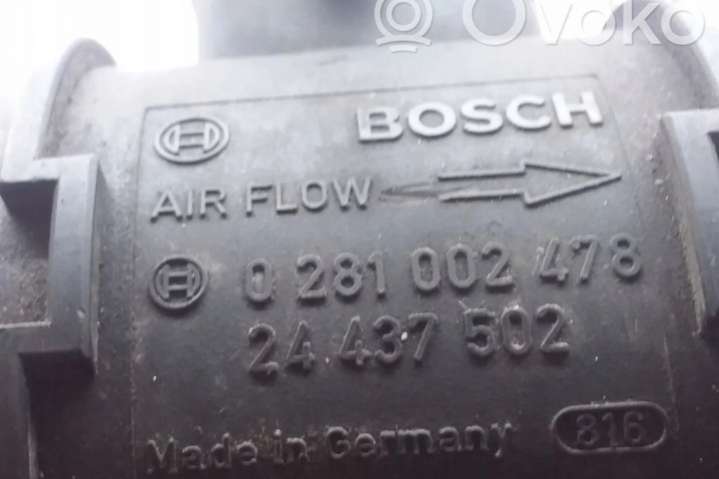 ovoko
BOSCH
AIR FLOW
0 281 002 478
24 437 502
Made in Germany 816